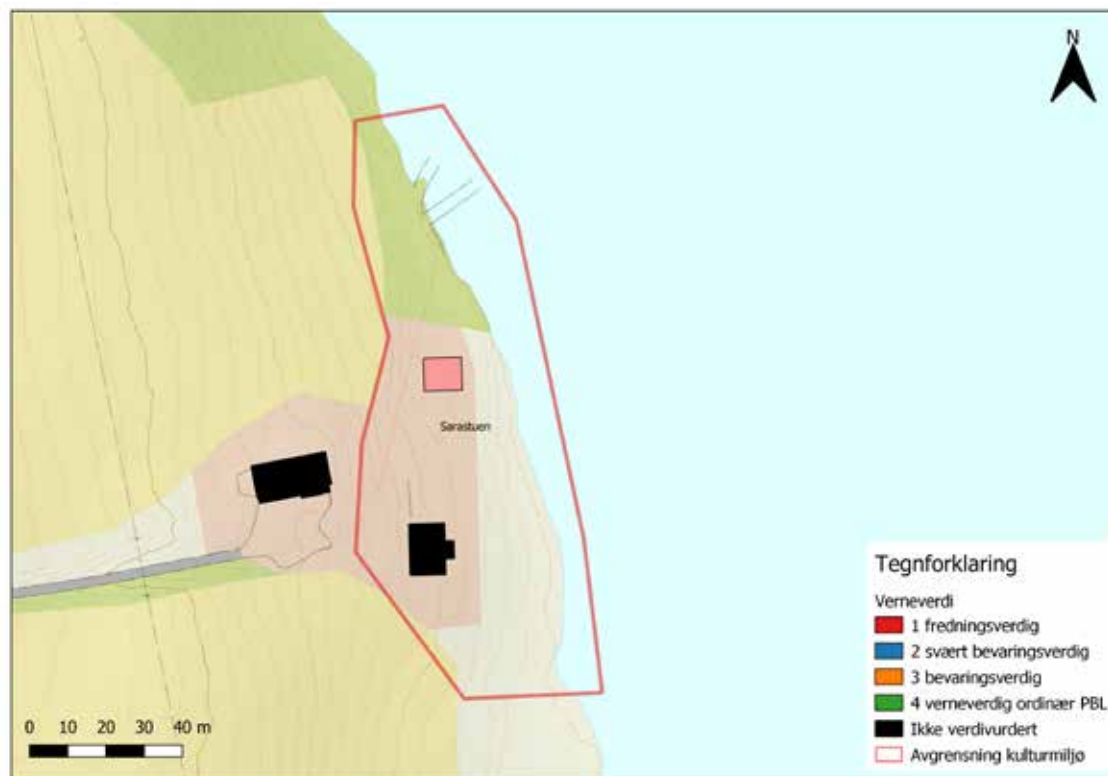 N
Sørastuen
Tegnforklaring
Verneverdi
1 fredningsverdig
2 svært bevaringsverdig
3 bevaringsverdig
4 verneverdig ordinær PBL
Ikke verdivurdert
Avgrensning kulturmiljø
0 10 20 30 40 m